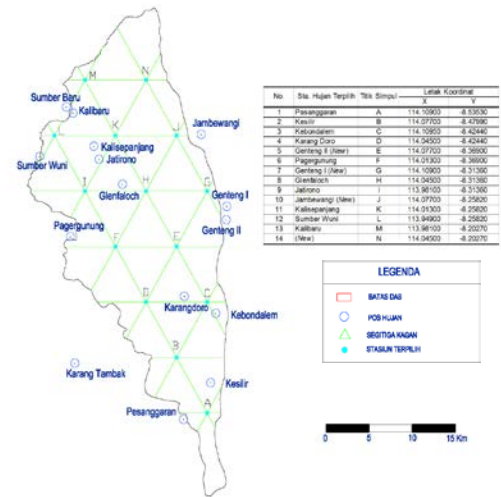 M
N
Sumber Baru
Kalibaru
Jambewangi
L
K
J
Kalisepanjang
Jatirono
Sumber Wuni
I
H
G
Glenfaloch
Genteng I
Genteng II
Pagergunung
F
E
D
C
Karangdoro
Kebondalem
B
Karang Tambak
Kesilir
A
Pesanggaran
No. Sta. Hujan Terpilih Titik Simpul Letak Koordinat
X Y
1 Pesanggaran A 114.10900 -8.53530
2 Kesilir B 114.07700 -8.47990
3 Kebondalem C 114.10950 -8.42440
4 Karang Doro D 114.04500 -8.42440
5 Genteng II (New) E 114.07700 -8.36900
6 Pagergunung F 114.01300 -8.36900
7 Genteng I (New) G 114.10900 -8.31360
8 Glenfaloch H 114.04500 -8.31360
9 Jatirono I 113.98100 -8.31360
10 Jambewangi (New) J 114.07700 -8.25820
11 Kalisepanjang K 114.01300 -8.25820
12 Sumber Wuni L 113.94900 -8.25820
13 Kalibaru M 113.98100 -8.20270
14 (New) N 114.04500 -8.20270
LEGENDA
BATAS DAS
POS HUJAN
SEGITIGA KAGAN
STASIUN TERPILIH
0 5 10 15 Km